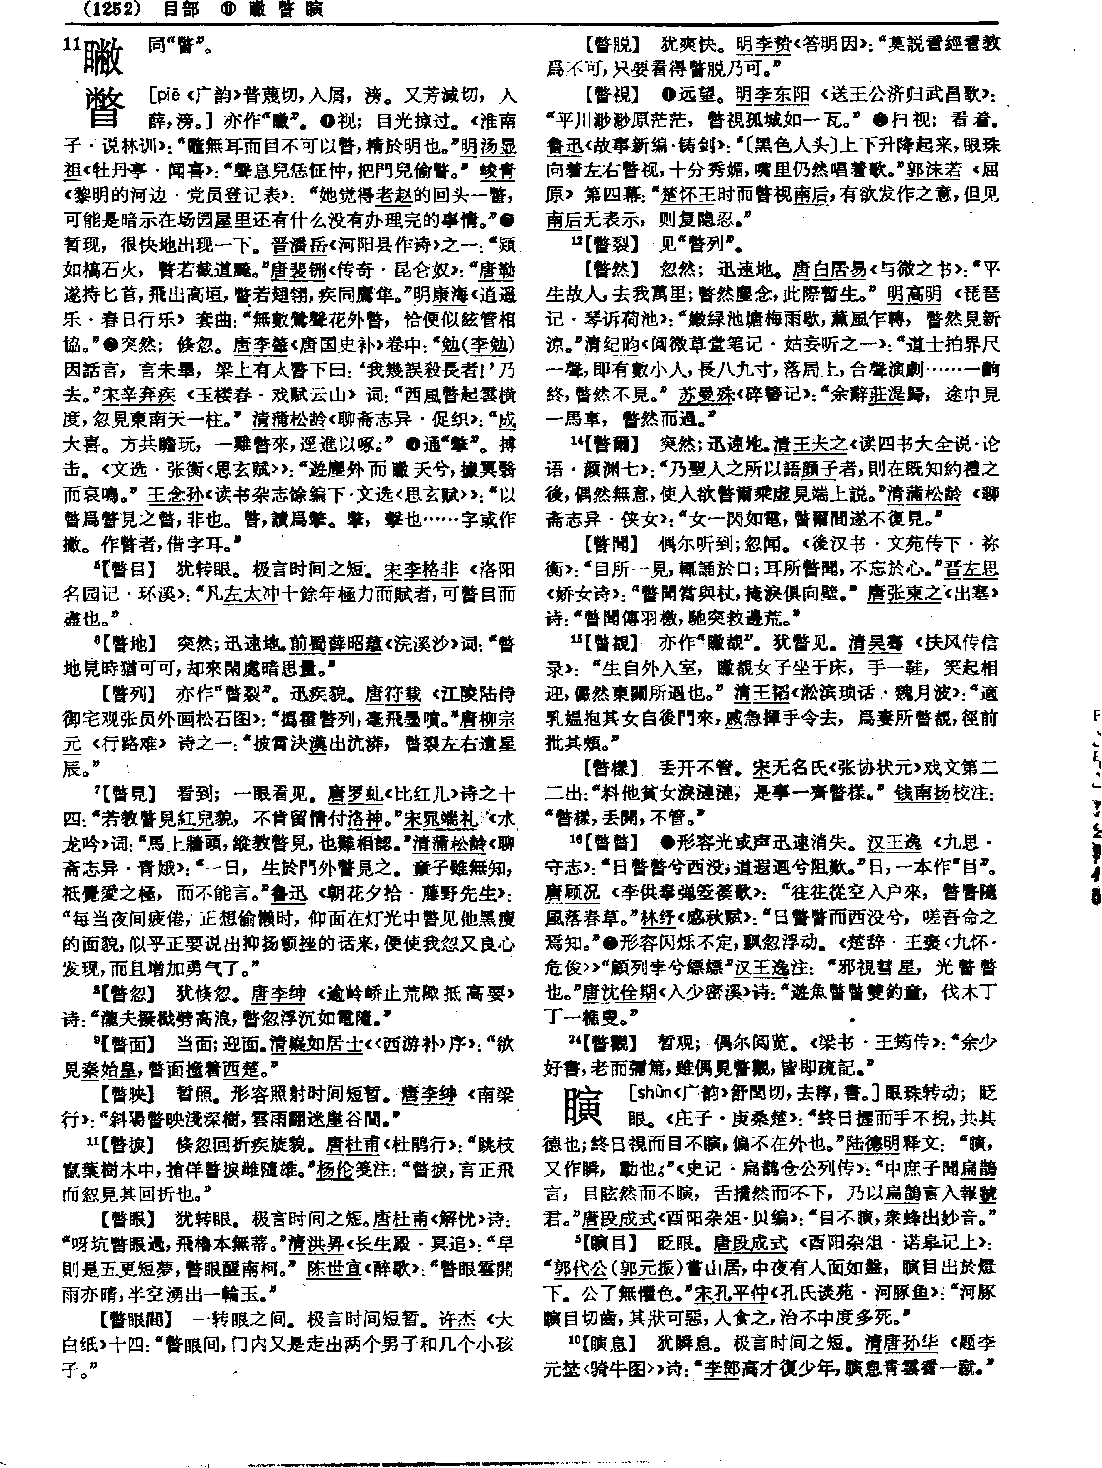 (1252) 目部 ⑪ 瞮 瞥 瞚
11 瞮 同“瞥”。
瞥 [piē《广韵》普蔑切,入屑,滂。又芳滅切,入
薛,滂。] 亦作“瞮”。❶视；目光掠过。《淮南
子·说林训》：“鼈無耳而目不可以瞥,精於明也。”明汤显
祖《牡丹亭·闻喜》：“聲息兒恁怔忡,把門兒偷瞥。” 峻青
《黎明的河边·党员登记表》：“她觉得老赵的回头一瞥,
可能是暗示在场园屋里还有什么没有办理完的事情。”❷
暂现，很快地出现一下。晋潘岳《河阳县作诗》之一：“熲
如槁石火，瞥若截道飈。”唐裴铏《传奇·昆仑奴》：“唐勒
遂持匕首,飛出高垣,瞥若翅翎,疾同鷹隼。”明康海《逍遥
乐·春日行乐》套曲：“無數鶯聲花外瞥，恰便似絃管相
協。”❸突然；倏忽。唐李肇《唐国史补》卷中：“勉(李勉)
因話言，言未畢，梁上有人瞥下曰：‘我幾誤殺長者！’乃
去。”宋辛弃疾《玉楼春·戏赋云山》词：“西風瞥起雲横
度,忽見東南天一柱。” 清蒲松龄《聊斋志异·促织》：“成
大喜。方共瞻玩，一雞瞥來,逕進以啄。” ❹通“擎”。搏
击。《文选·张衡〈思玄赋〉》：“遊塵外而瞮天兮,據冥翳
而哀鳴。” 王念孙《读书杂志馀编下·文选〈思玄赋〉》：“以
瞥爲瞥見之瞥,非也。瞥,讀爲擎。擎，擊也……字或作
撇。作瞥者,借字耳。”
5【瞥目】 犹转眼。极言时间之短。宋李格非《洛阳
名园记·环溪》：“凡左太冲十餘年極力而賦者,可瞥目而
盡也。”
6【瞥地】 突然；迅速地。前蜀薛昭蕴《浣溪沙》词：“瞥
地見時猶可可,却來閑處暗思量。”
【瞥列】 亦作“瞥裂”。迅疾貌。唐符载《江陵陆侍
御宅观张员外画松石图》：“撝霍瞥列,毫飛墨噴。”唐柳宗
元《行路难》诗之一：“披霄決漢出沆漭，瞥裂左右遺星
辰。”
7【瞥見】 看到；一眼看见。唐罗虬《比红儿》诗之十
四：“若教瞥見紅兒貌，不肯留情付洛神。”宋晁端礼《水
龙吟》词：“馬上牆頭,縱教瞥見,也難相認。”清蒲松龄《聊
斋志异·青娥》：“一日，生於門外瞥見之。童子雖無知,
祇覺愛之極，而不能言。”鲁迅《朝花夕拾·藤野先生》：
“每当夜间疲倦,正想偷懒时，仰面在灯光中瞥见他黑瘦
的面貌,似乎正要说出抑扬顿挫的话来,便使我忽又良心
发现,而且增加勇气了。”
8【瞥忽】 犹倏忽。唐李绅《逾岭峤止荒陬抵高要》
诗：“灘夫擬檝劈高浪,瞥忽浮沉如電隨。”
9【瞥面】 当面；迎面。清嶷如居士《〈西游补〉序》：“欲
見秦始皇,瞥面撞着西楚。”
【瞥映】 暂照。形容照射时间短暂。唐李绅《南梁
行》：“斜陽瞥映淺深樹,雲雨翻迷崖谷間。”
11【瞥捩】 倏忽回折疾旋貌。唐杜甫《杜鹃行》：“跳枝
竄葉樹木中,搶佯瞥捩雌隨雄。”杨伦笺注：“瞥捩,言正飛
而忽見其回折也。”
【瞥眼】 犹转眼。极言时间之短。唐杜甫《解忧》诗：
“呀坑瞥眼過,飛櫓本無蒂。”清洪昇《长生殿·冥追》：“早
則是五更短夢,瞥眼醒南柯。” 陈世宜《醉歌》：“瞥眼雲開
雨亦晴,半空湧出一輪玉。”
【瞥眼間】 一转眼之间。极言时间短暂。许杰《大
白纸》十四：“瞥眼间,门内又是走出两个男子和几个小孩
子。”
【瞥脱】 犹爽快。明李贽《答明因》：“莫説看經看教
爲不可,只要看得瞥脱乃可。”
【瞥視】 ❶远望。明李东阳《送王公济归武昌歌》：
“平川渺渺原茫茫，瞥視孤城如一瓦。” ❷扫视；看看。
鲁迅《故事新编·铸剑》：“〔黑色人头〕上下升降起来,眼珠
向着左右瞥视,十分秀媚,嘴里仍然唱着歌。”郭沫若《屈
原》第四幕：“楚怀王时而瞥视南后,有欲发作之意,但见
南后无表示，则复隐忍。”
12【瞥裂】 见“瞥列”。
【瞥然】 忽然；迅速地。唐白居易《与微之书》：“平
生故人,去我萬里；瞥然塵念,此際暫生。” 明高明《琵琶
记·琴诉荷池》：“嫩緑池塘梅雨歇,薰風乍轉，瞥然見新
涼。”清纪昀《阅微草堂笔记·姑妄听之一》：“道士拍界尺
一聲,即有數小人,長八九寸,落局上,合聲演劇……一齣
終,瞥然不見。” 苏曼殊《碎簪记》：“余辭莊湜歸，途中見
一馬車，瞥然而過。”
14【瞥爾】 突然；迅速地。清王夫之《读四书大全说·论
语·颜渊七》：“乃聖人之所以語顔子者,則在既知約禮之
後,偶然無意,使人欲瞥爾乘虚見端上説。”清蒲松龄《聊
斋志异·侠女》：“女一閃如電,瞥爾間遂不復見。”
【瞥聞】 偶尔听到；忽闻。《後汉书·文苑传下·祢
衡》：“目所一見,輒誦於口；耳所瞥聞,不忘於心。”晋左思
《娇女诗》：“瞥聞當與杖,掩淚俱向壁。” 唐张柬之《出塞》
诗：“瞥聞傳羽檄,馳突救邊荒。”
15【瞥覩】 亦作“瞮覩”。犹瞥见。清吴骞《扶风传信
录》：“生自外入室，瞮覩女子坐于床，手一鞋，笑起相
迎,儼然東闗所遇也。” 清王韬《淞滨琐话·魏月波》：“適
乳媪抱其女自後門來,戚急揮手令去，爲妻所瞥覩,徑前
批其頰。”
【瞥樣】 丢开不管。宋无名氏《张协状元》戏文第二
二出：“料他貧女淚漣漣，是事一齊瞥樣。” 钱南扬校注：
“瞥樣,丢開,不管。”
16【瞥瞥】 ❶形容光或声迅速消失。汉王逸《九思·
守志》：“日瞥瞥兮西没,道遐迥兮阻歎。”日,一本作“目”。
唐顾况《李供奉弹箜篌歌》：“往往從空入户來，瞥瞥隨
風落春草。”林纾《感秋赋》：“日瞥瞥而西没兮，嗟吾命之
焉知。”❷形容闪烁不定,飘忽浮动。《楚辞·王褒〈九怀·
危俊〉》“顧列孛兮縹縹”汉王逸注：“邪視彗星，光瞥瞥
也。”唐沈佺期《入少密溪》诗：“遊魚瞥瞥雙釣童，伐木丁
丁一樵叟。”
24【瞥觀】 暂观；偶尔阅览。《梁书·王筠传》：“余少
好書,老而彌篤,雖偶見瞥觀,皆即疏記。”
瞚 [shùn《广韵》舒閏切,去稕,書。]眼珠转动；眨
眼。《庄子·庚桑楚》：“終日握而手不掜,共其
德也；終日視而目不瞚,偏不在外也。”陆德明释文：“瞚，
又作瞬，動也。”《史记·扁鹊仓公列传》：“中庶子聞扁鵲
言，目眩然而不瞚，舌撟然而不下，乃以扁鵲言入報虢
君。”唐段成式《酉阳杂俎·贝编》：“目不瞚,衆蜂出妙音。”
5【瞚目】 眨眼。唐段成式《酉阳杂俎·诺皋记上》：
“郭代公(郭元振)嘗山居,中夜有人面如盤，瞚目出於燈
下。公了無懼色。”宋孔平仲《孔氏谈苑·河豚鱼》：“河豚
瞚目切齒,其狀可惡,人食之,治不中度多死。”
10【瞚息】 犹瞬息。极言时间之短。清唐孙华《题李
元埜〈骑牛图〉》诗：“李郎高才復少年,瞚息青雲看一蹴。”